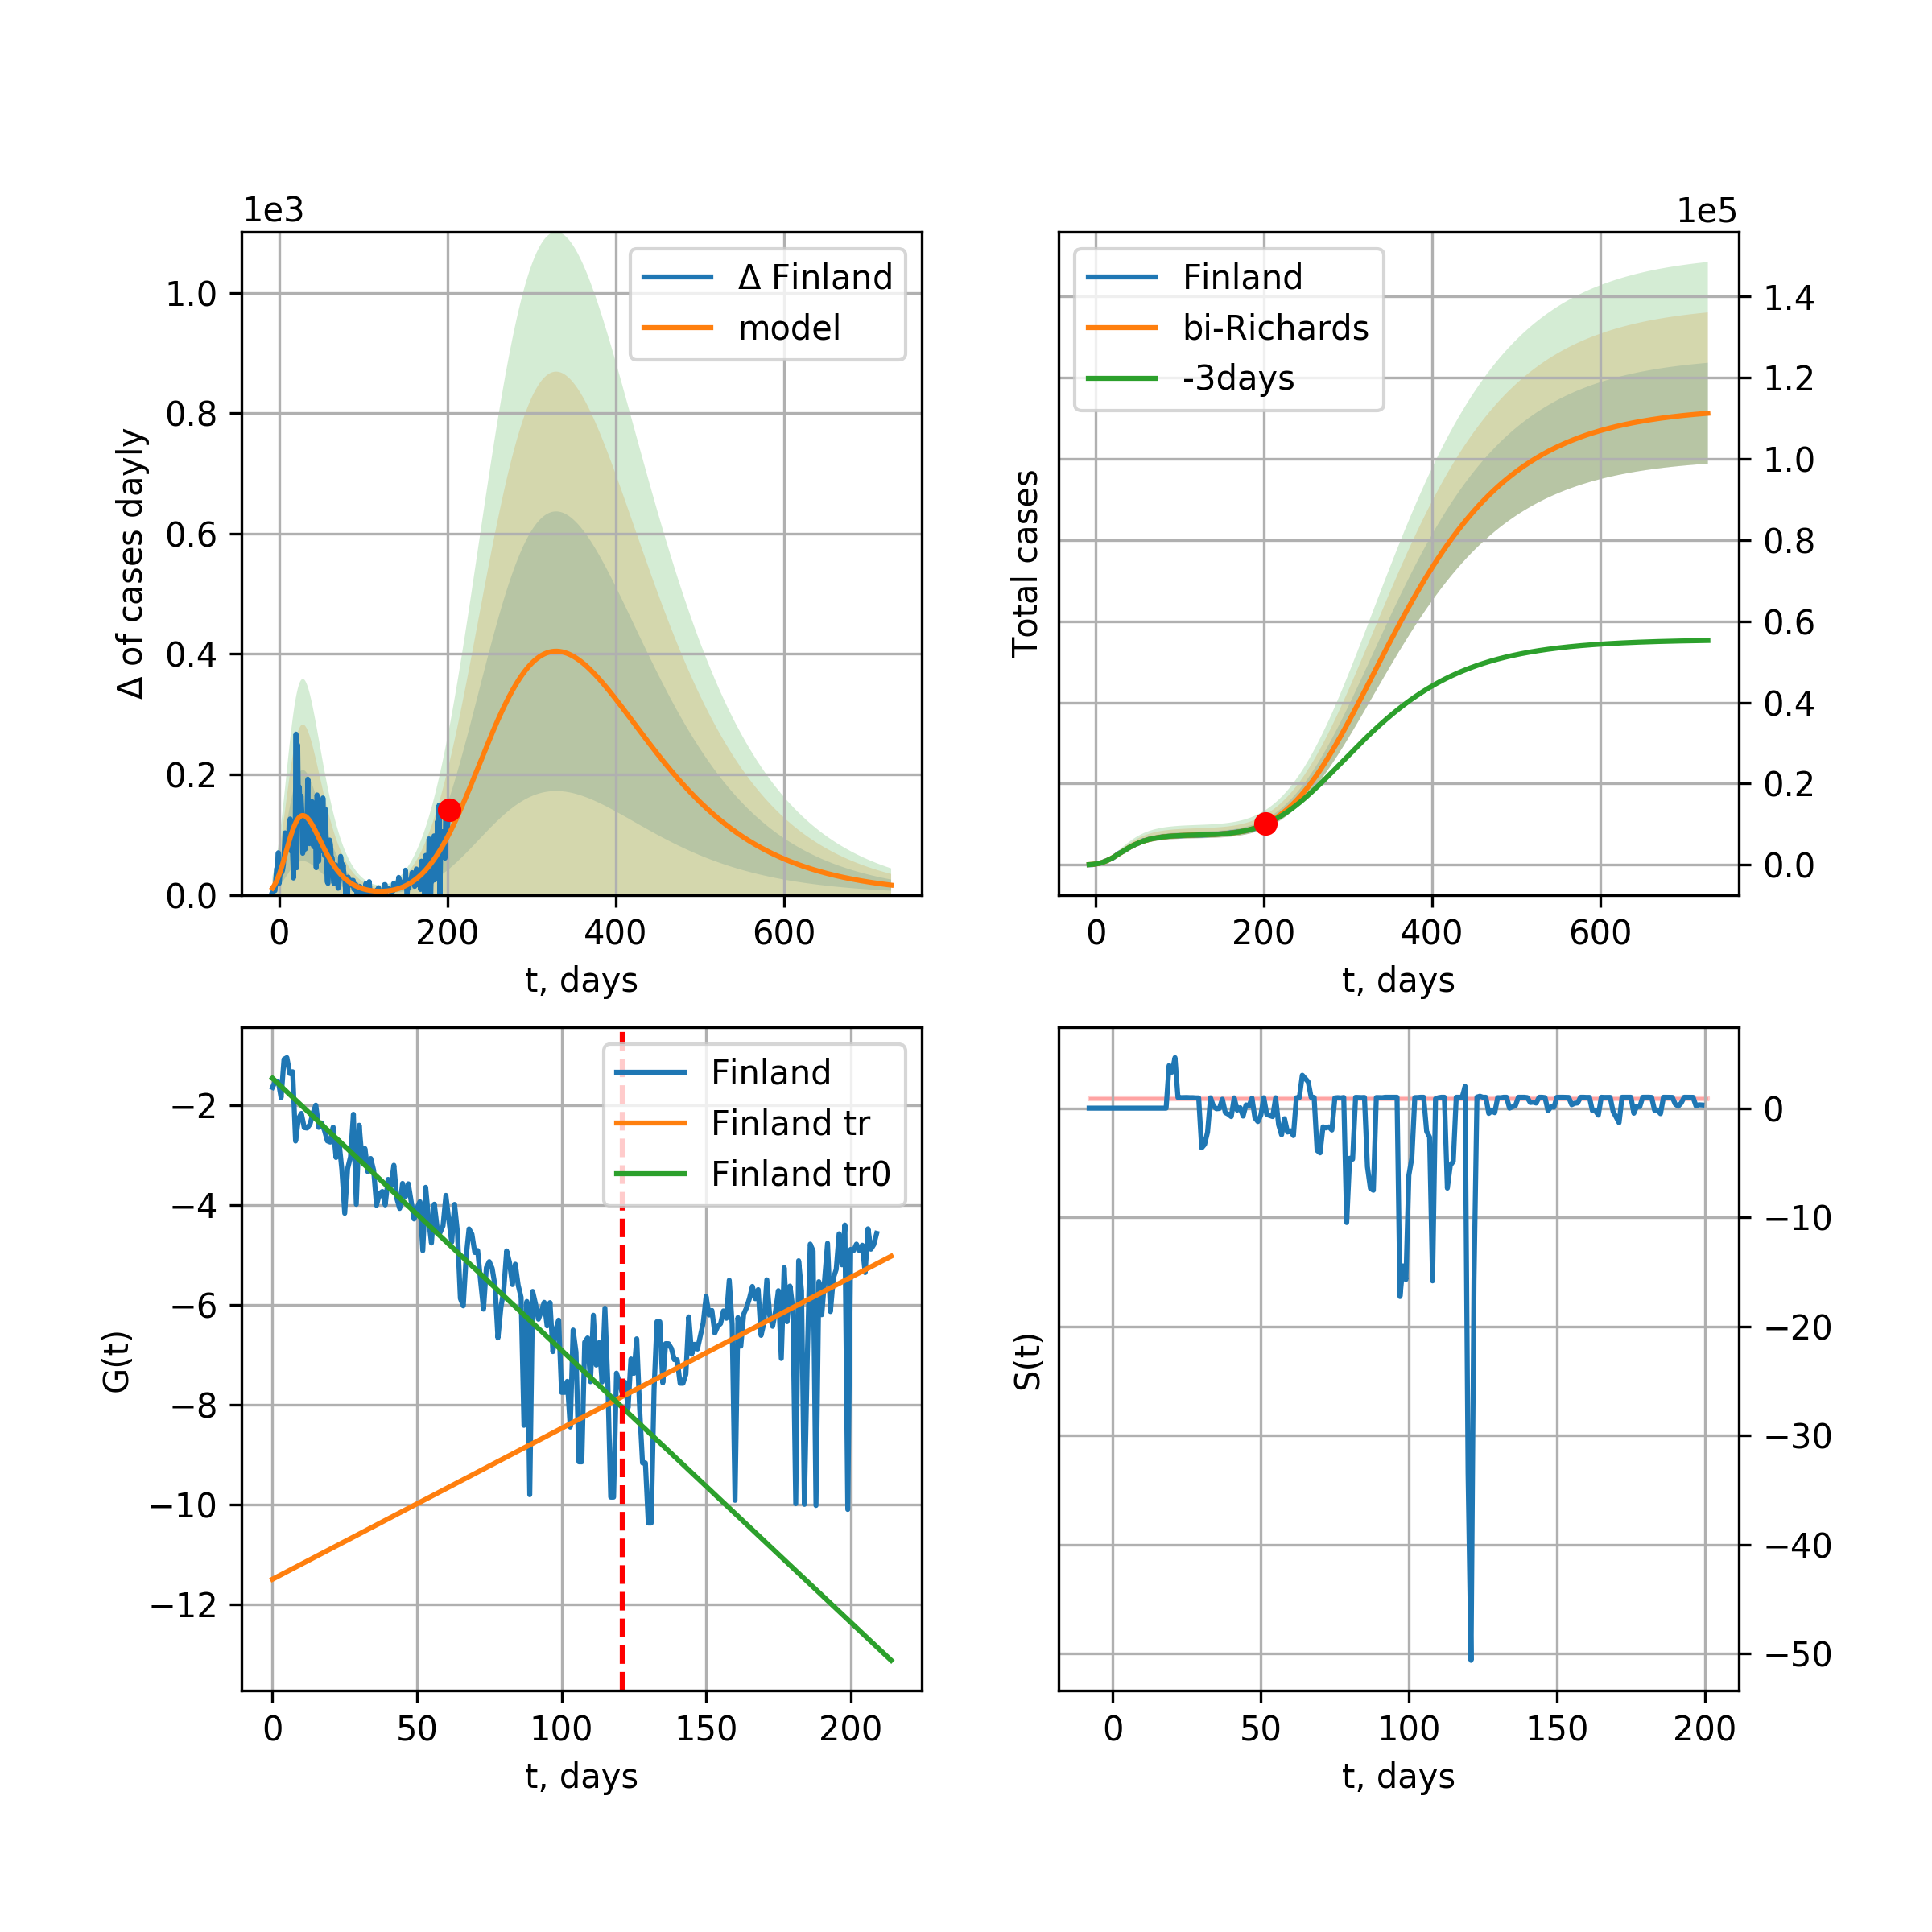 1e3
Δ of cases dayly
1.0
0.8
0.6
0.4
0.2
0.0
Δ Finland
model
0 200 400 600
t, days
1e5
Total cases
Finland
bi-Richards
-3days
1.4
1.2
1.0
0.8
0.6
0.4
0.2
0.0
0 200 400 600
t, days
G(t)
−2
−4
−6
−8
−10
−12
Finland
Finland tr
Finland tr0
0 50 100 150 200
t, days
S(t)
0
−10
−20
−30
−40
−50
0 50 100 150 200
t, days